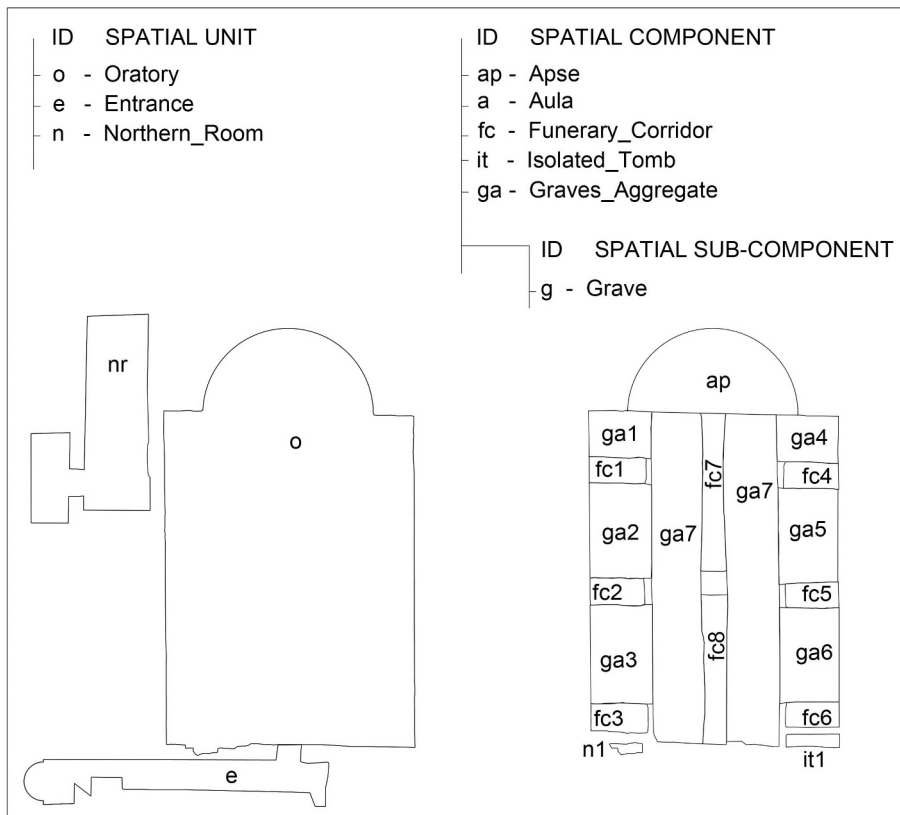 ID SPATIAL UNIT
o - Oratory
e - Entrance
n - Northern_Room
ID SPATIAL COMPONENT
ap - Apse
a - Aula
fc - Funerary_Corridor
it - Isolated_Tomb
ga - Graves_Aggregate
ID SPATIAL SUB-COMPONENT
g - Grave
nr
o
e
ap
ga1
fc1
ga2
fc2
ga3
fc3
n1
ga7
fc7
fc8
ga7
ga4
fc4
ga5
fc5
ga6
fc6
it1